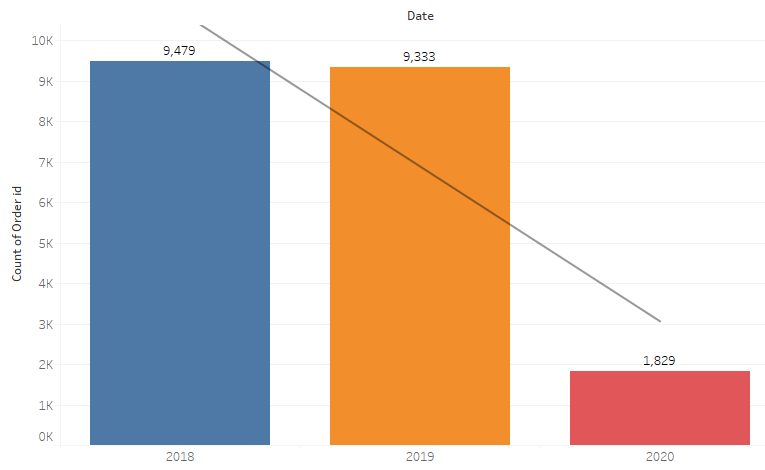 Date
Count of Order id
10K
9K
8K
7K
6K
5K
4K
3K
2K
1K
0K
9,479
9,333
1,829
2018
2019
2020